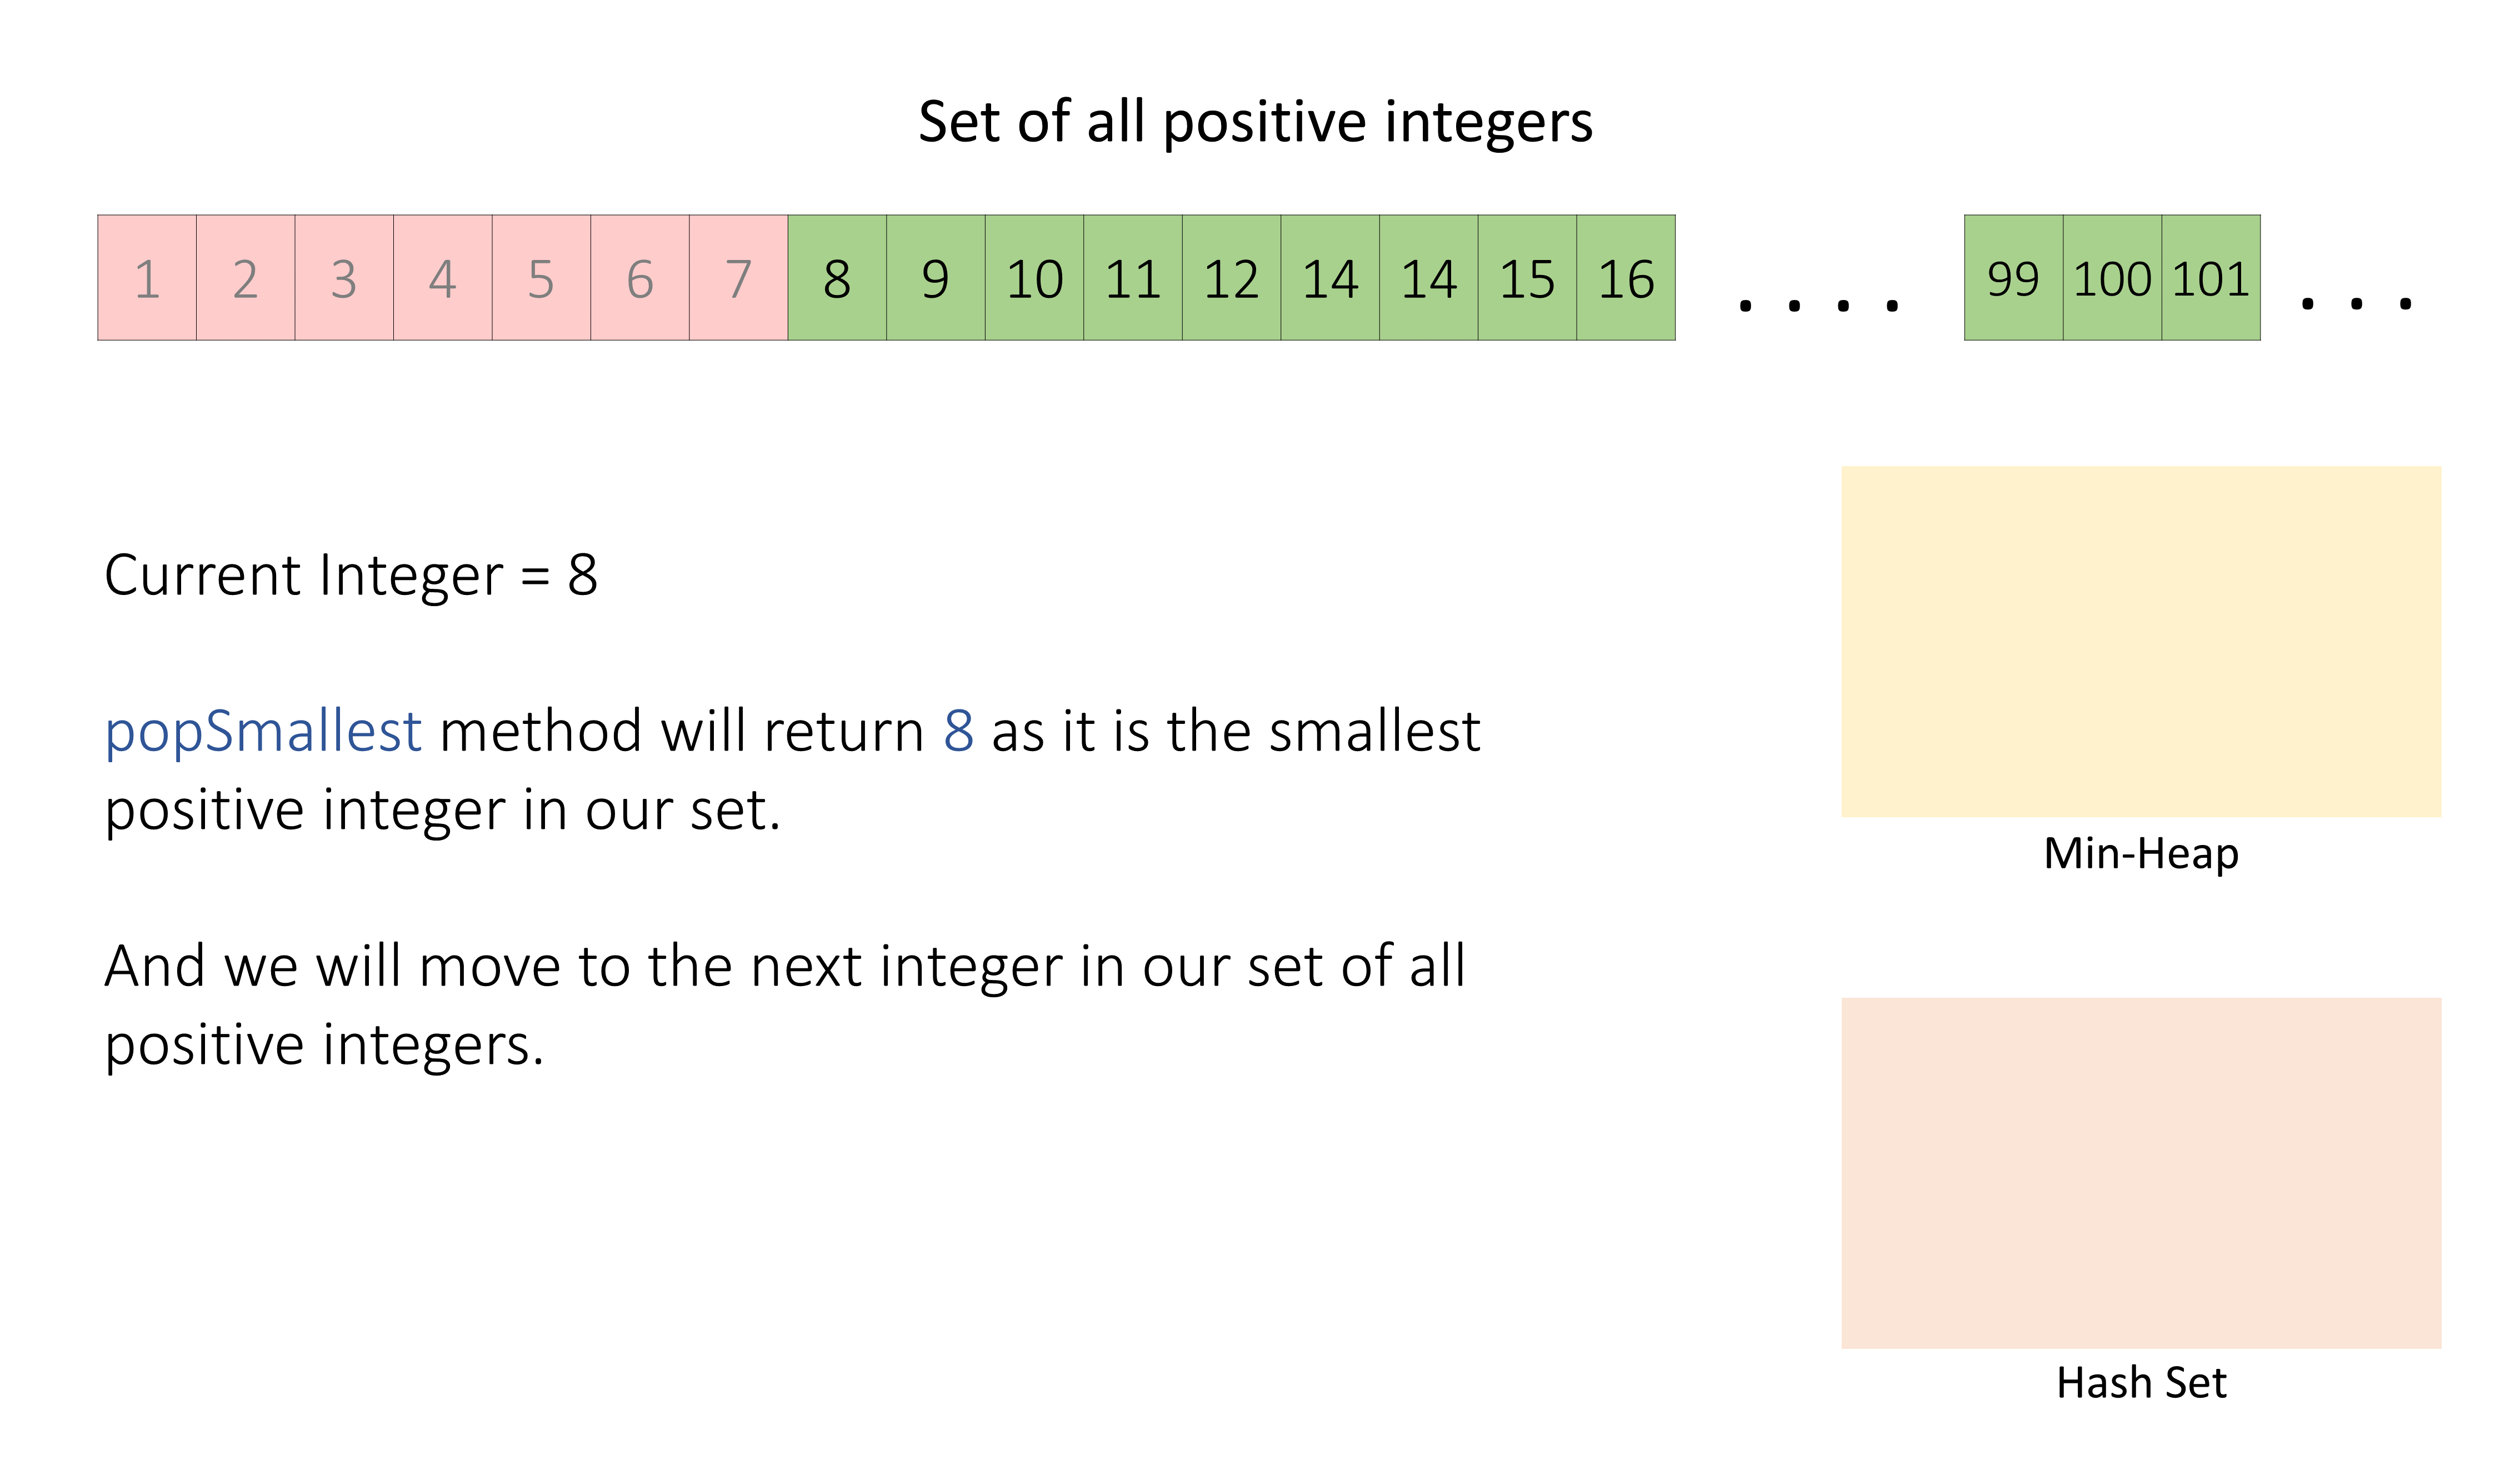 Set of all positive integers
1 2 3 4 5 6 7 8 9 10 11 12 14 14 15 16 . . . . 99 100 101 . . .
Current Integer = 8
popSmallest method will return 8 as it is the smallest
positive integer in our set.
Min-Heap
And we will move to the next integer in our set of all
positive integers.
Hash Set